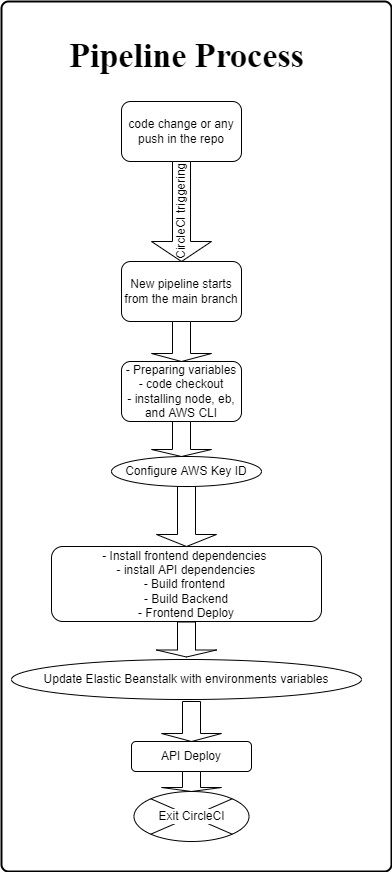 Pipeline Process
code change or any
push in the repo
CircleCI triggering
New pipeline starts
from the main branch
- Preparing variables
- code checkout
- installing node, eb,
and AWS CLI
Configure AWS Key ID
- Install frontend dependencies
- install API dependencies
- Build frontend
- Build Backend
- Frontend Deploy
Update Elastic Beanstalk with environments variables
API Deploy
Exit CircleCI